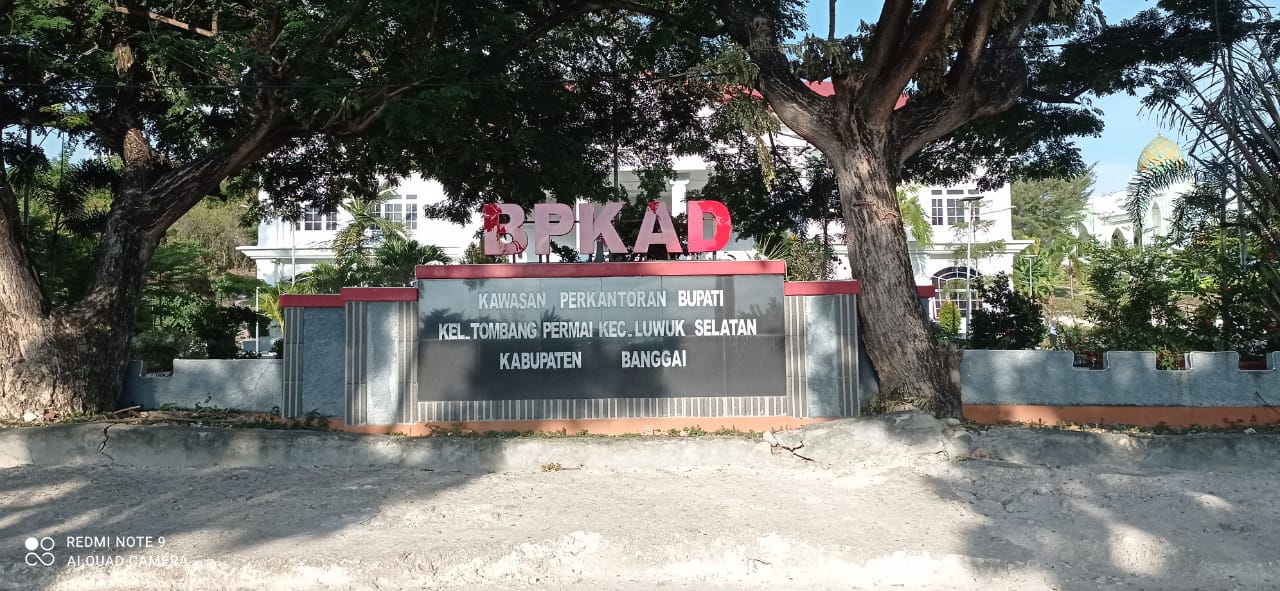 BPKAD
KAWASAN PERKANTORAN BUPATI
KEL.TOMBANG PERMAI KEC.LUWUK SELATAN
KABUPATEN BANGGAI
REDMI NOTE 9
AI QUAD CAMERA